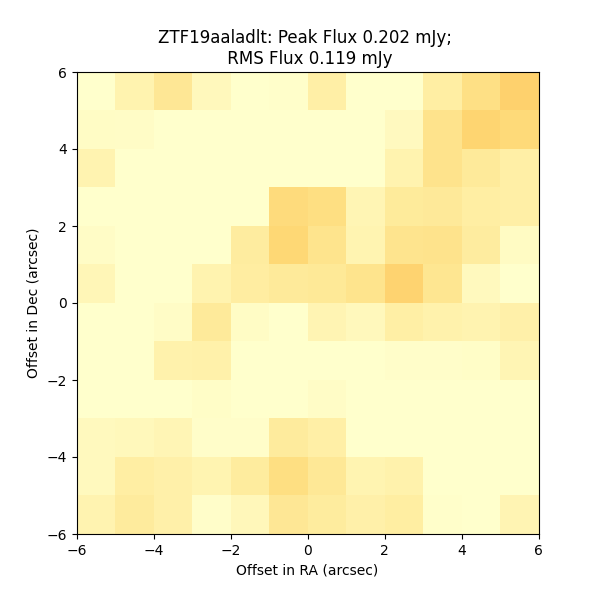 ZTF19aaladlt: Peak Flux 0.202 mJy;
RMS Flux 0.119 mJy
6
4
2
0
−2
−4
−6
Offset in Dec (arcsec)
−6 −4 −2 0 2 4 6
Offset in RA (arcsec)